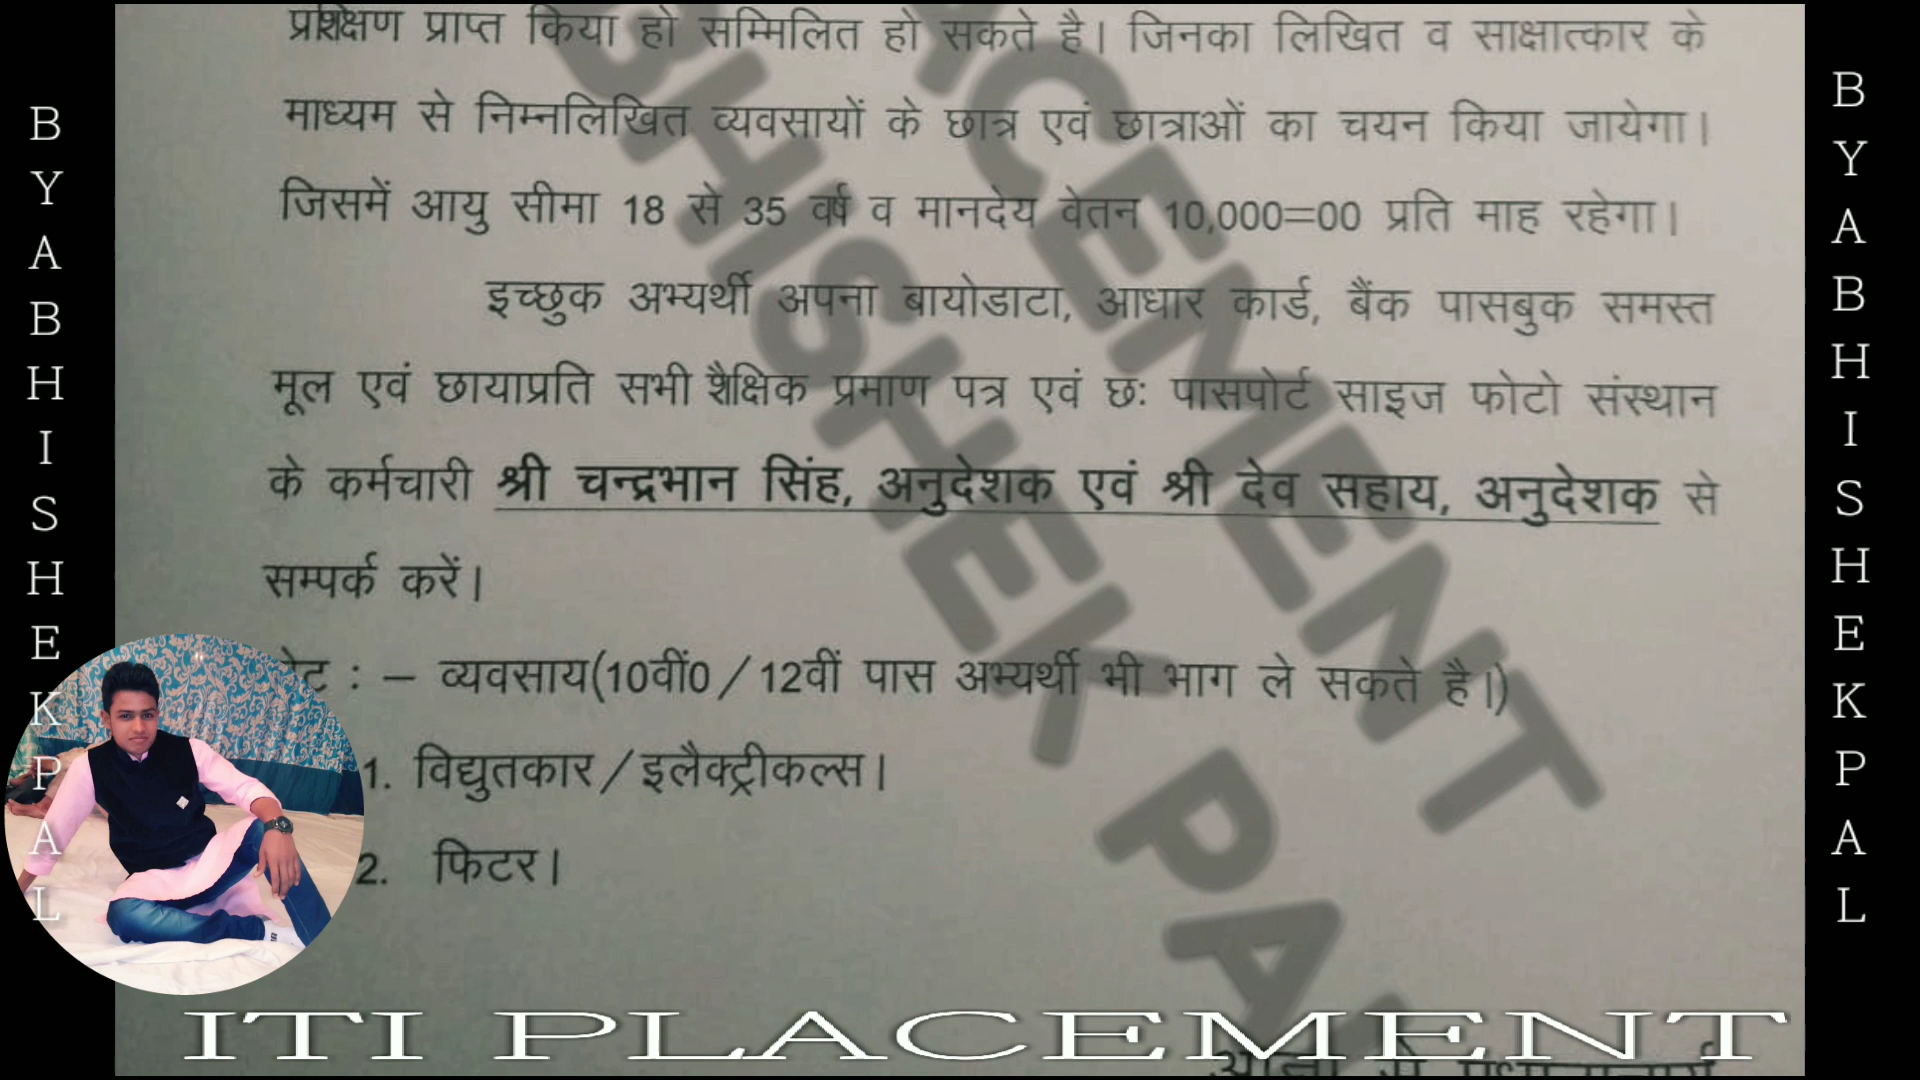 प्रशिक्षण प्राप्त किया हो सम्मिलित हो सकते है। जिनका लिखित व साक्षात्कार के
माध्यम से निम्नलिखित व्यवसायों के छात्र एवं छात्राओं का चयन किया जायेगा।
जिसमें आयु सीमा 18 से 35 वर्ष व मानदेय वेतन 10,000=00 प्रति माह रहेगा।
इच्छुक अभ्यर्थी अपना बायोडाटा, आधार कार्ड, बैंक पासबुक समस्त
मूल एवं छायाप्रति सभी शैक्षिक प्रमाण पत्र एवं छः पासपोर्ट साइज फोटो संस्थान
के कर्मचारी श्री चन्द्रभान सिंह, अनुदेशक एवं श्री देव सहाय, अनुदेशक से
सम्पर्क करें।
: – व्यवसाय(10वीं0/12वीं पास अभ्यर्थी भी भाग ले सकते है।)
1. विद्युतकार/इलैक्ट्रीकल्स।
2. फिटर।
ITI PLACEMENT
BY ABHISHEK PAL
BY ABHISHEK PAL